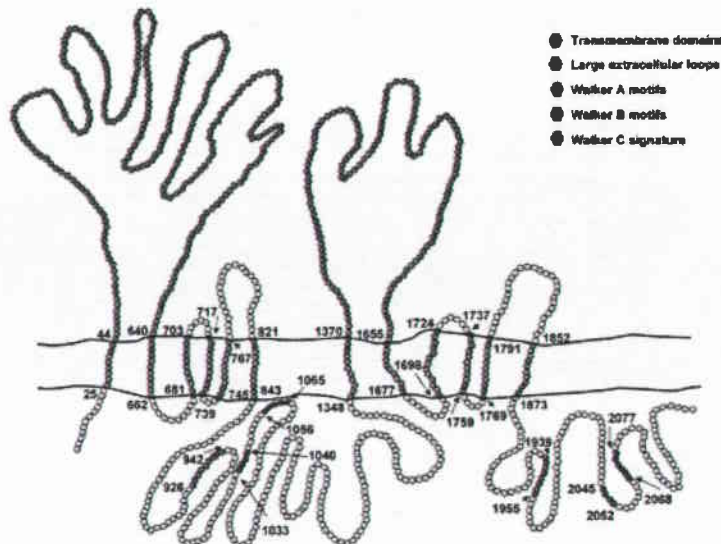 Transmembrane domains
Large extracellular loops
Walker A motifs
Walker B motifs
Walker C signature
717
1737
44 640 703 821 1370 1655 1724 1852
767 1791
1065 1698
25 681 745 843 1677
662 739 1348 1759 1769 1873
1056
942 1046 1939 2077
926 2045 2068
1033 1955 2052